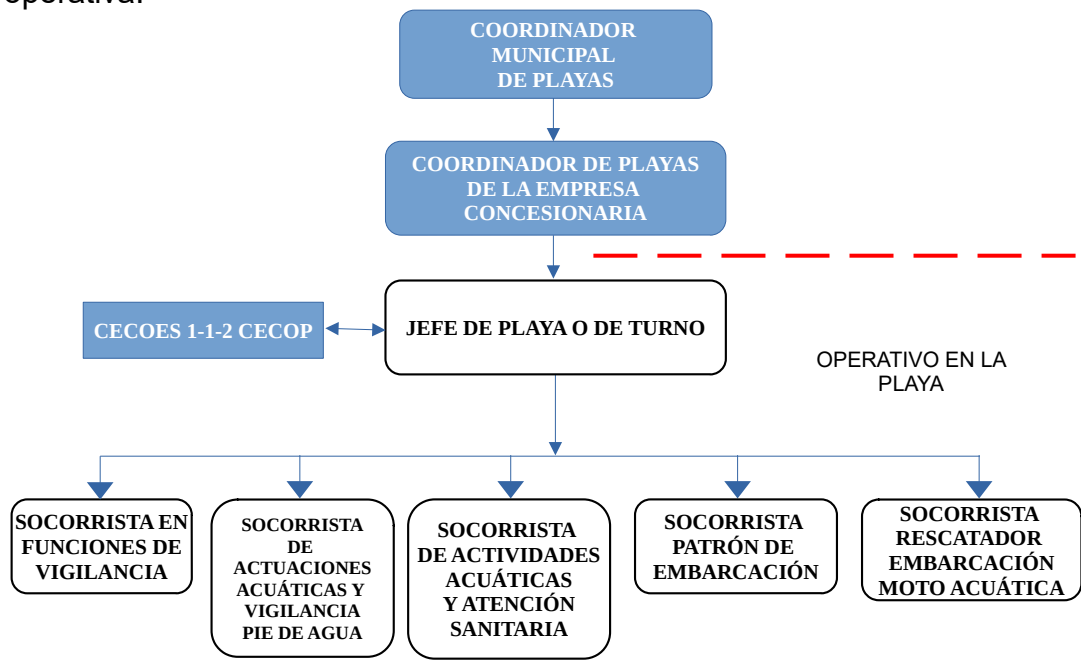 operativa.
COORDINADOR
MUNICIPAL
DE PLAYAS
COORDINADOR DE PLAYAS
DE LA EMPRESA
CONCESIONARIA
CECOES 1-1-2 CECOP
JEFE DE PLAYA O DE TURNO
OPERATIVO EN LA
PLAYA
SOCORRISTA EN
FUNCIONES DE
VIGILANCIA
SOCORRISTA
DE
ACTUACIONES
ACUÁTICAS Y
VIGILANCIA
PIE DE AGUA
SOCORRISTA
DE ACTIVIDADES
ACUÁTICAS
Y ATENCIÓN
SANITARIA
SOCORRISTA
PATRÓN DE
EMBARCACIÓN
SOCORRISTA
RESCATADOR
EMBARCACIÓN
MOTO ACUÁTICA